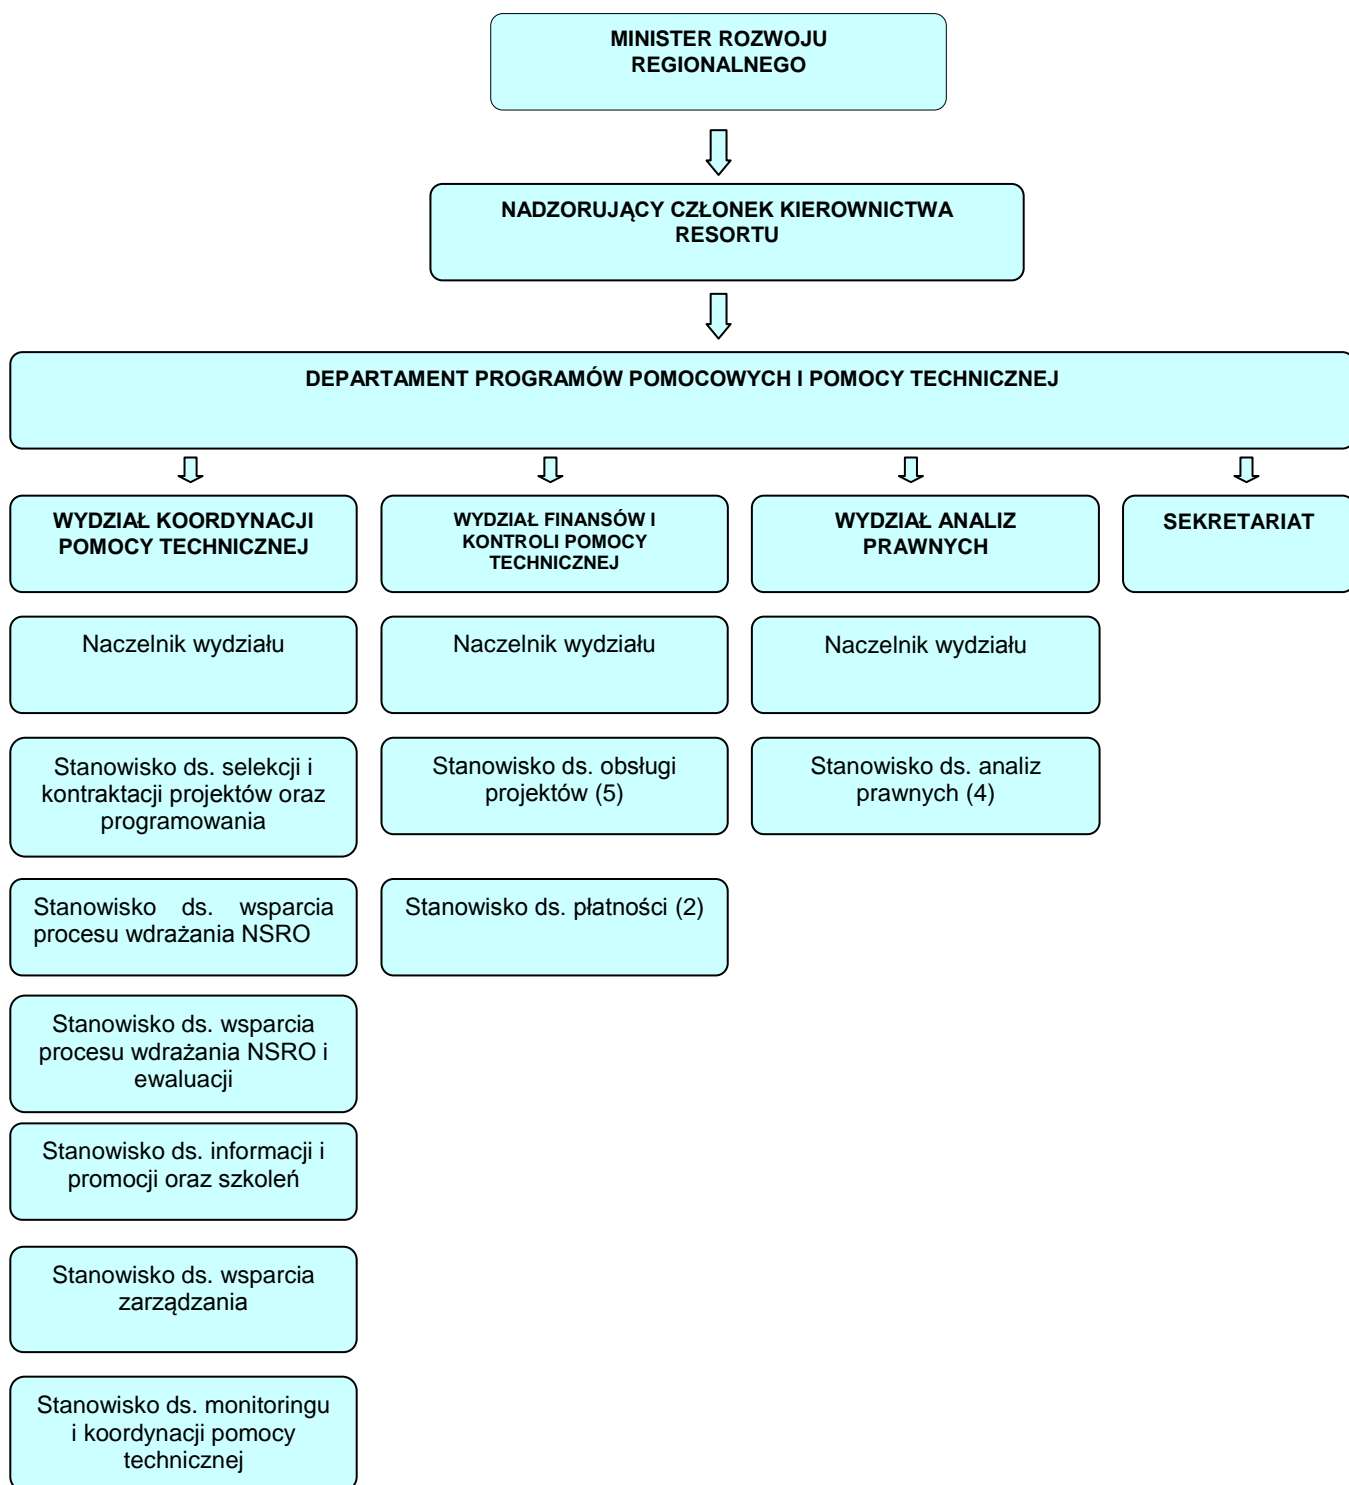 MINISTER ROZWOJU
REGIONALNEGO
NADZORUJĄCY CZŁONEK KIEROWNICTWA
RESORTU
DEPARTAMENT PROGRAMÓW POMOCOWYCH I POMOCY TECHNICZNEJ
WYDZIAŁ KOORDYNACJI
POMOCY TECHNICZNEJ
WYDZIAŁ FINANSÓW I
KONTROLI POMOCY
TECHNICZNEJ
WYDZIAŁ ANALIZ
PRAWNYCH
SEKRETARIAT
Naczelnik wydziału
Naczelnik wydziału
Naczelnik wydziału
Stanowisko ds. selekcji i
kontraktacji projektów oraz
programowania
Stanowisko ds. obsługi
projektów (5)
Stanowisko ds. analiz
prawnych (4)
Stanowisko ds. wsparcia
procesu wdrażania NSRO
Stanowisko ds. płatności (2)
Stanowisko ds. wsparcia
procesu wdrażania NSRO i
ewaluacji
Stanowisko ds. informacji i
promocji oraz szkoleń
Stanowisko ds. wsparcia
zarządzania
Stanowisko ds. monitoringu
i koordynacji pomocy
technicznej